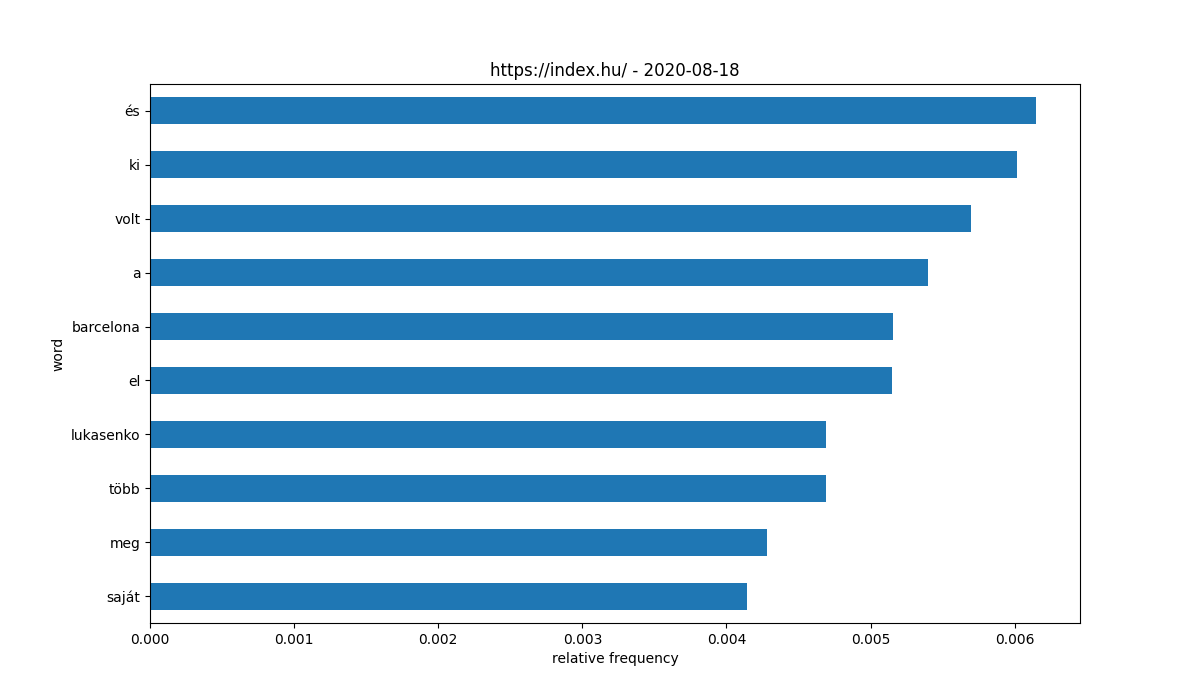 https://index.hu/ - 2020-08-18
és
ki
volt
a
barcelona
el
lukasenko
több
meg
saját
word
0.000 0.001 0.002 0.003 0.004 0.005 0.006
relative frequency